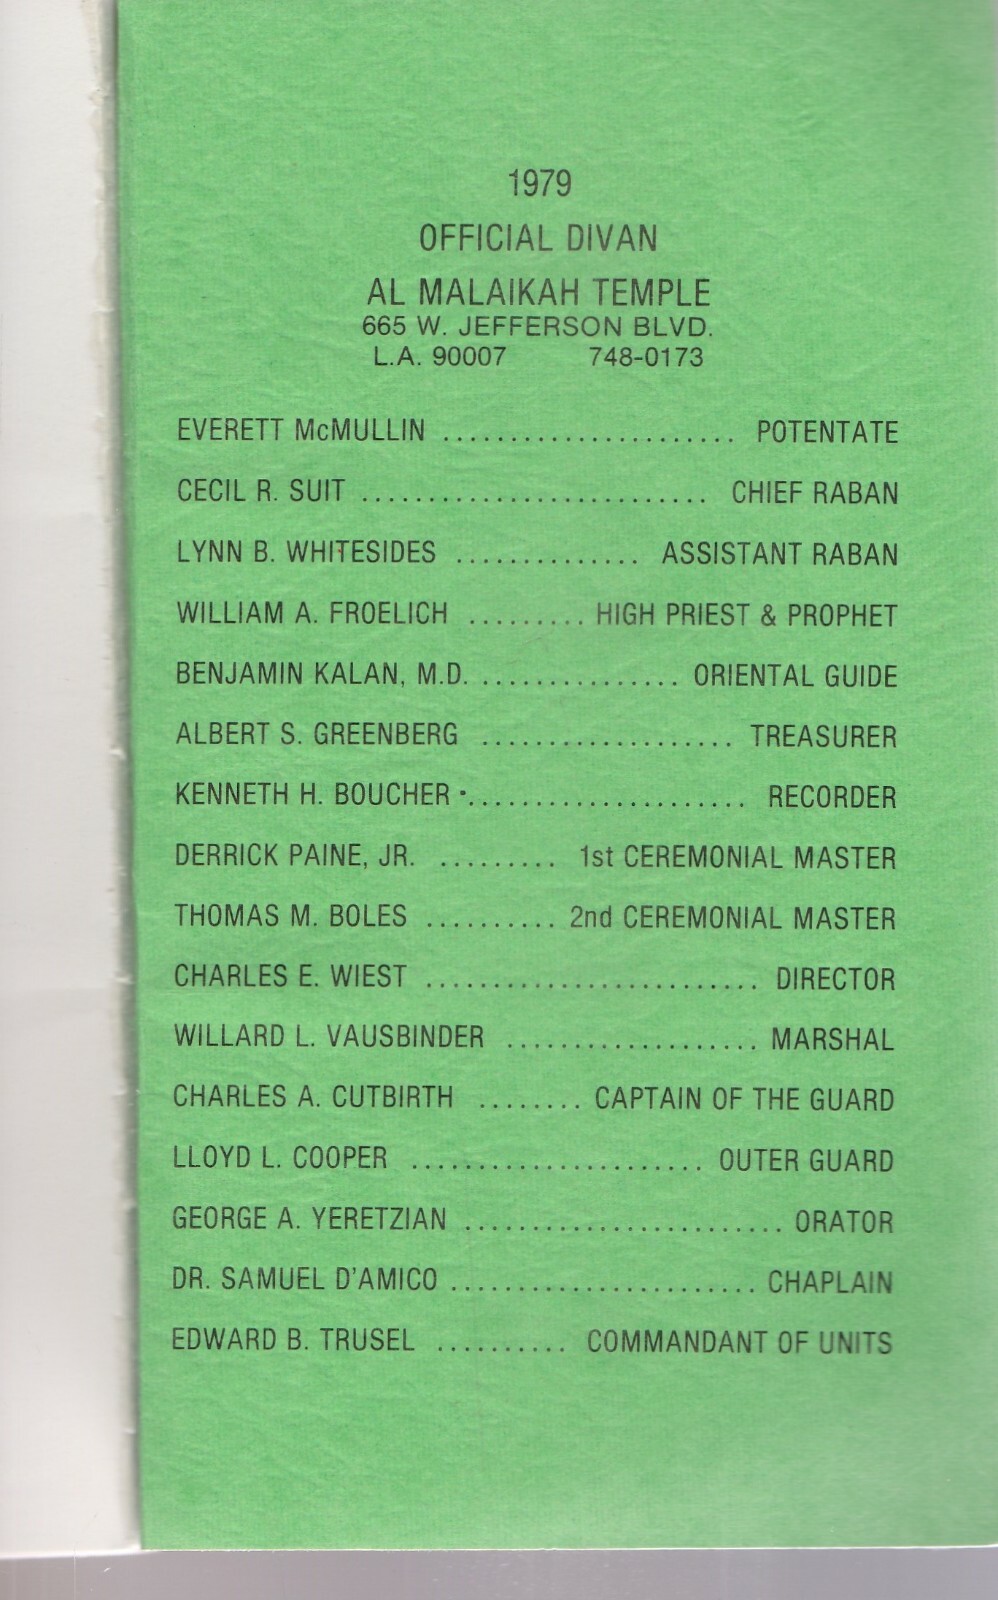 1979
OFFICIAL DIVAN
AL MALAIKAH TEMPLE
665 W. JEFFERSON BLVD.
L.A. 90007 748-0173
EVERETT McMULLIN ...................... POTENTATE
CECIL R. SUIT .......................... CHIEF RABAN
LYNN B. WHITESIDES .............. ASSISTANT RABAN
WILLIAM A. FROELICH ......... HIGH PRIEST & PROPHET
BENJAMIN KALAN, M.D. ............... ORIENTAL GUIDE
ALBERT S. GREENBERG ................... TREASURER
KENNETH H. BOUCHER ..................... RECORDER
DERRICK PAINE, JR. ......... 1st CEREMONIAL MASTER
THOMAS M. BOLES .......... 2nd CEREMONIAL MASTER
CHARLES E. WIEST ......................... DIRECTOR
WILLARD L. VAUSBINDER ................... MARSHAL
CHARLES A. CUTBIRTH ........ CAPTAIN OF THE GUARD
LLOYD L. COOPER ...................... OUTER GUARD
GEORGE A. YERETZIAN ........................ ORATOR
DR. SAMUEL D'AMICO ....................... CHAPLAIN
EDWARD B. TRUSEL .......... COMMANDANT OF UNITS